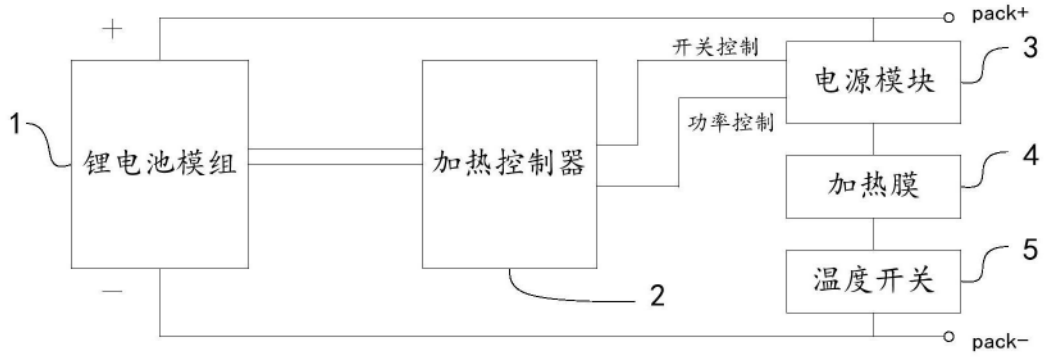 +
pack+
开关控制
电源模块
3
1
锂电池模组
加热控制器
功率控制
加热膜
4
温度开关
5
2
—
pack-